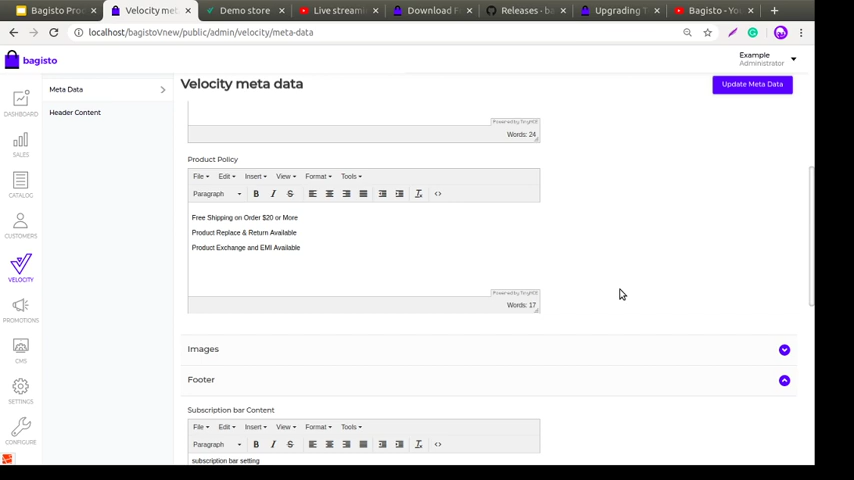 Bagisto Pro
Velocity met
Demo store
Live streami
Download F
Releases · ba
Upgrading T
Bagisto - Yo
localhost/bagistoVnew/public/admin/velocity/meta-data
bagisto
Example
Administrator
DASHBOARD
SALES
CATALOG
CUSTOMERS
VELOCITY
PROMOTIONS
CMS
SETTINGS
CONFIGURE
Meta Data
Header Content
Velocity meta data
Update Meta Data
Powered by TinyMCE
Words: 24
Product Policy
File Edit Insert View Format Tools
Paragraph B I S
Free Shipping on Order $20 or More
Product Replace & Return Available
Product Exchange and EMI Available
Powered by TinyMCE
Words: 17
Images
Footer
Subscription bar Content
File Edit Insert View Format Tools
Paragraph B I S
subscription bar setting